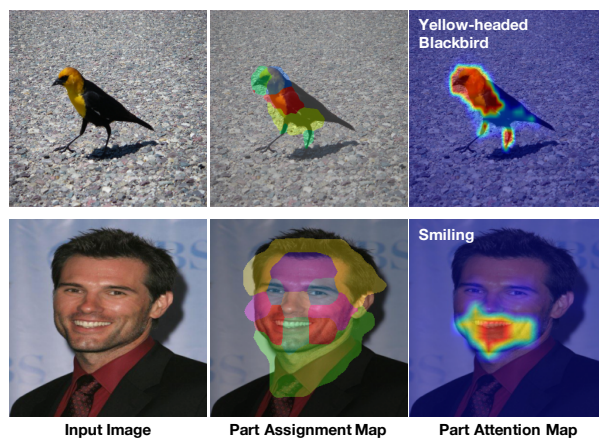 Yellow-headed
Blackbird
Smiling
Input Image
Part Assignment Map
Part Attention Map